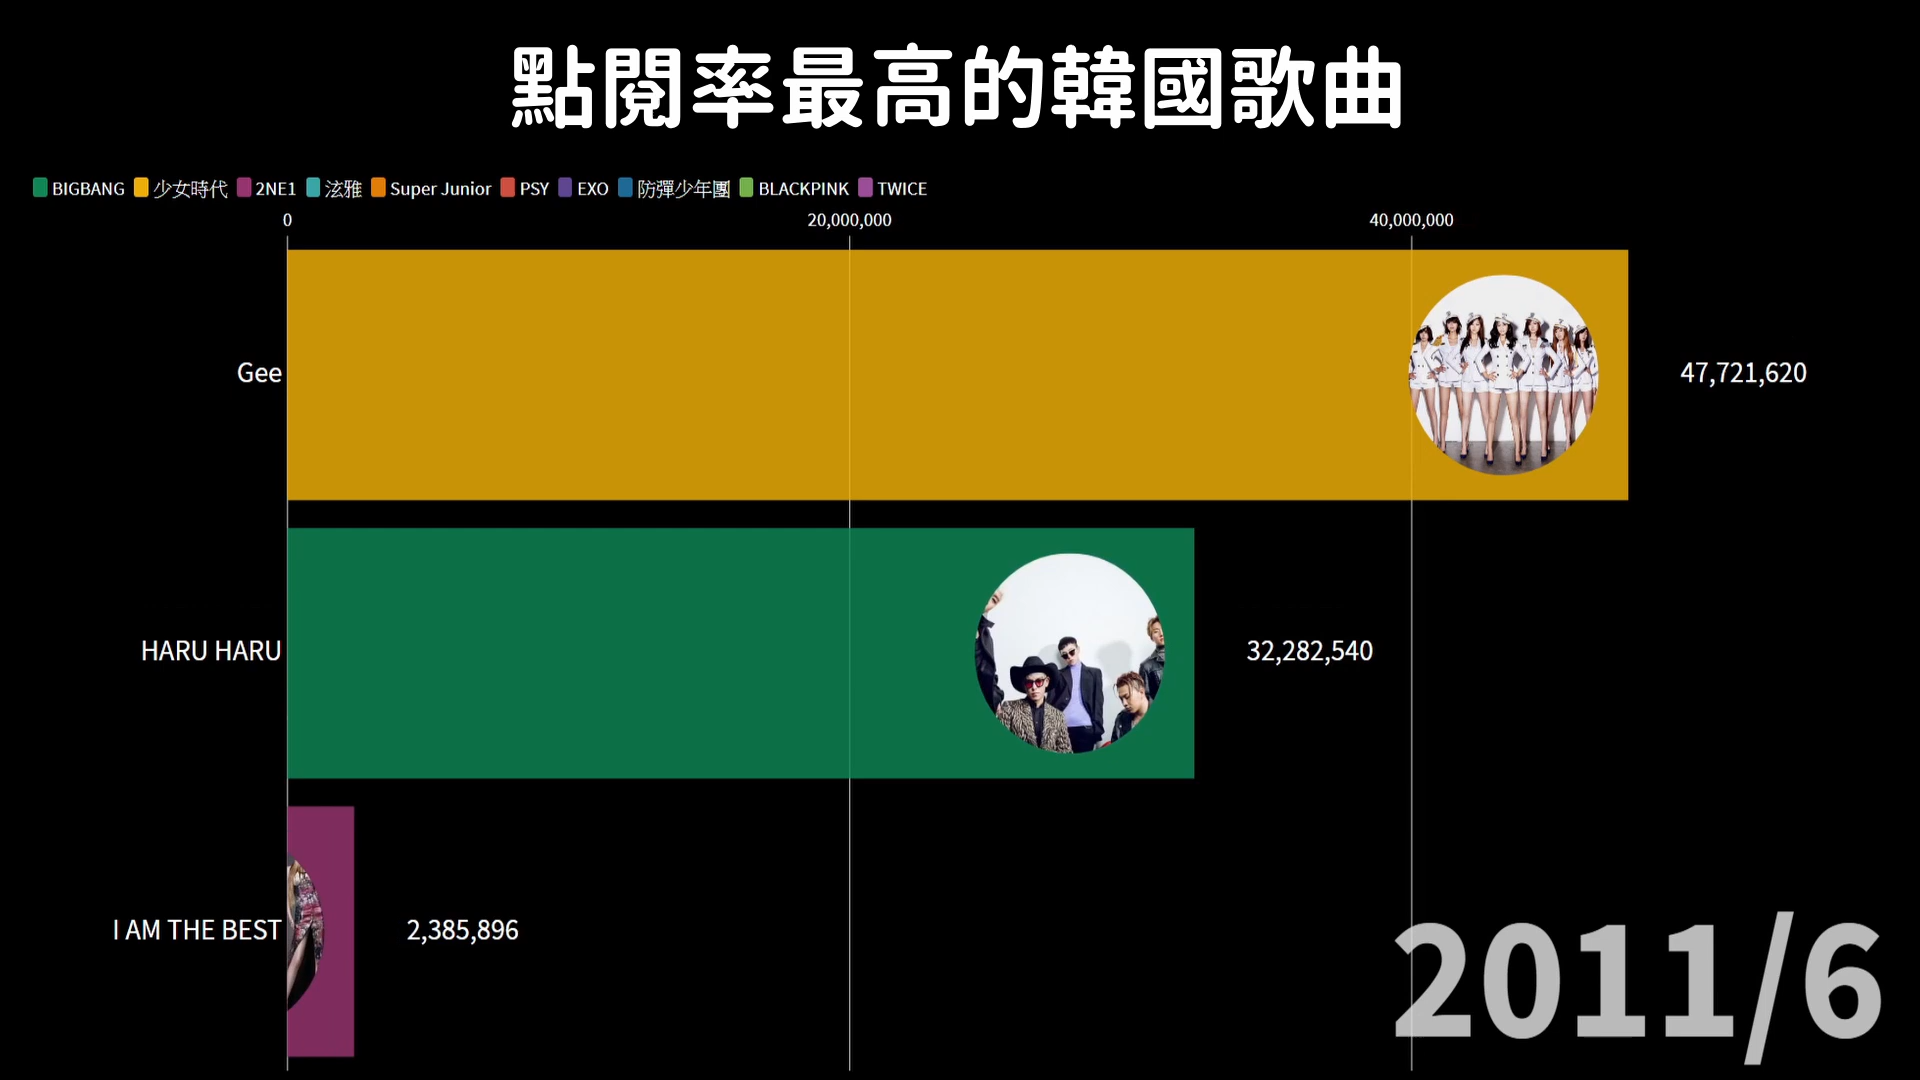 點閱率最高的韓國歌曲
BIGBANG 少女時代 2NE1 泫雅 Super Junior PSY EXO 防彈少年團 BLACKPINK TWICE
0 20,000,000 40,000,000
Gee 47,721,620
HARU HARU 32,282,540
I AM THE BEST 2,385,896
2011/6